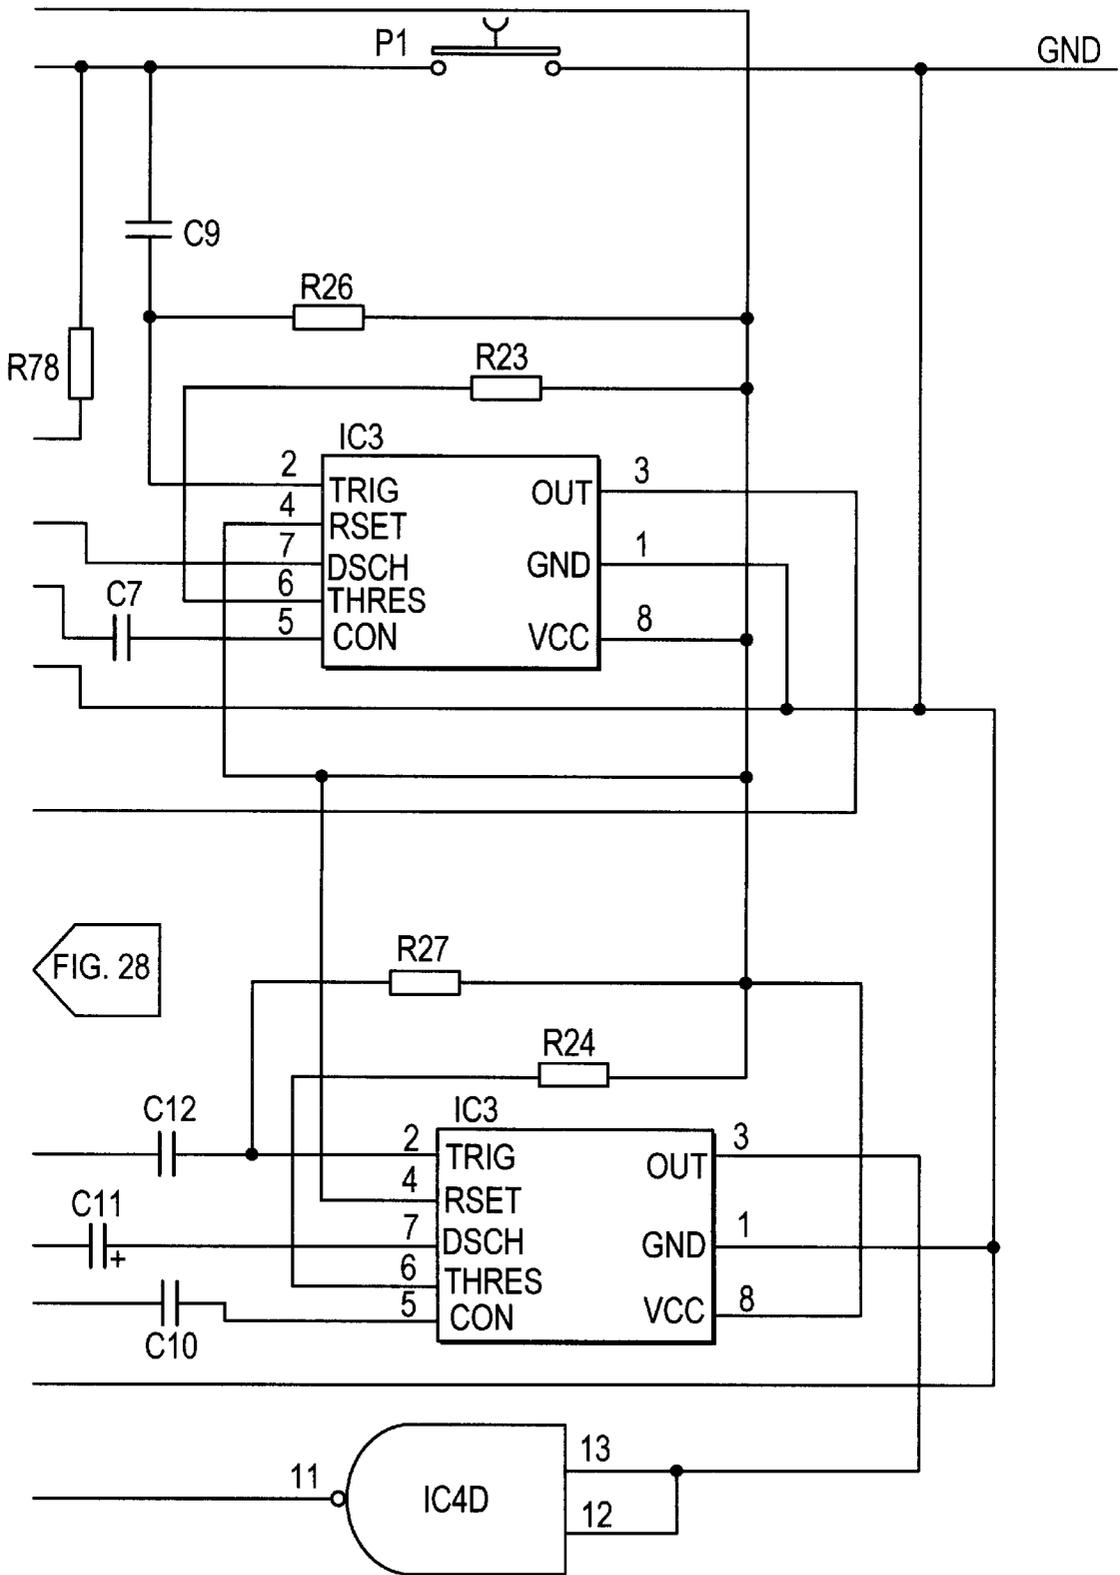 P1
GND
C9
R26
R78
R23
IC3
2
TRIG
4
RSET
7
DSCH
6
THRES
C7
5
CON
OUT
3
GND
1
VCC
8
FIG. 28
R27
R24
C12
IC3
2
TRIG
4
RSET
C11
7
DSCH
+
6
THRES
5
CON
C10
OUT
3
GND
1
VCC
8
13
11
IC4D
12